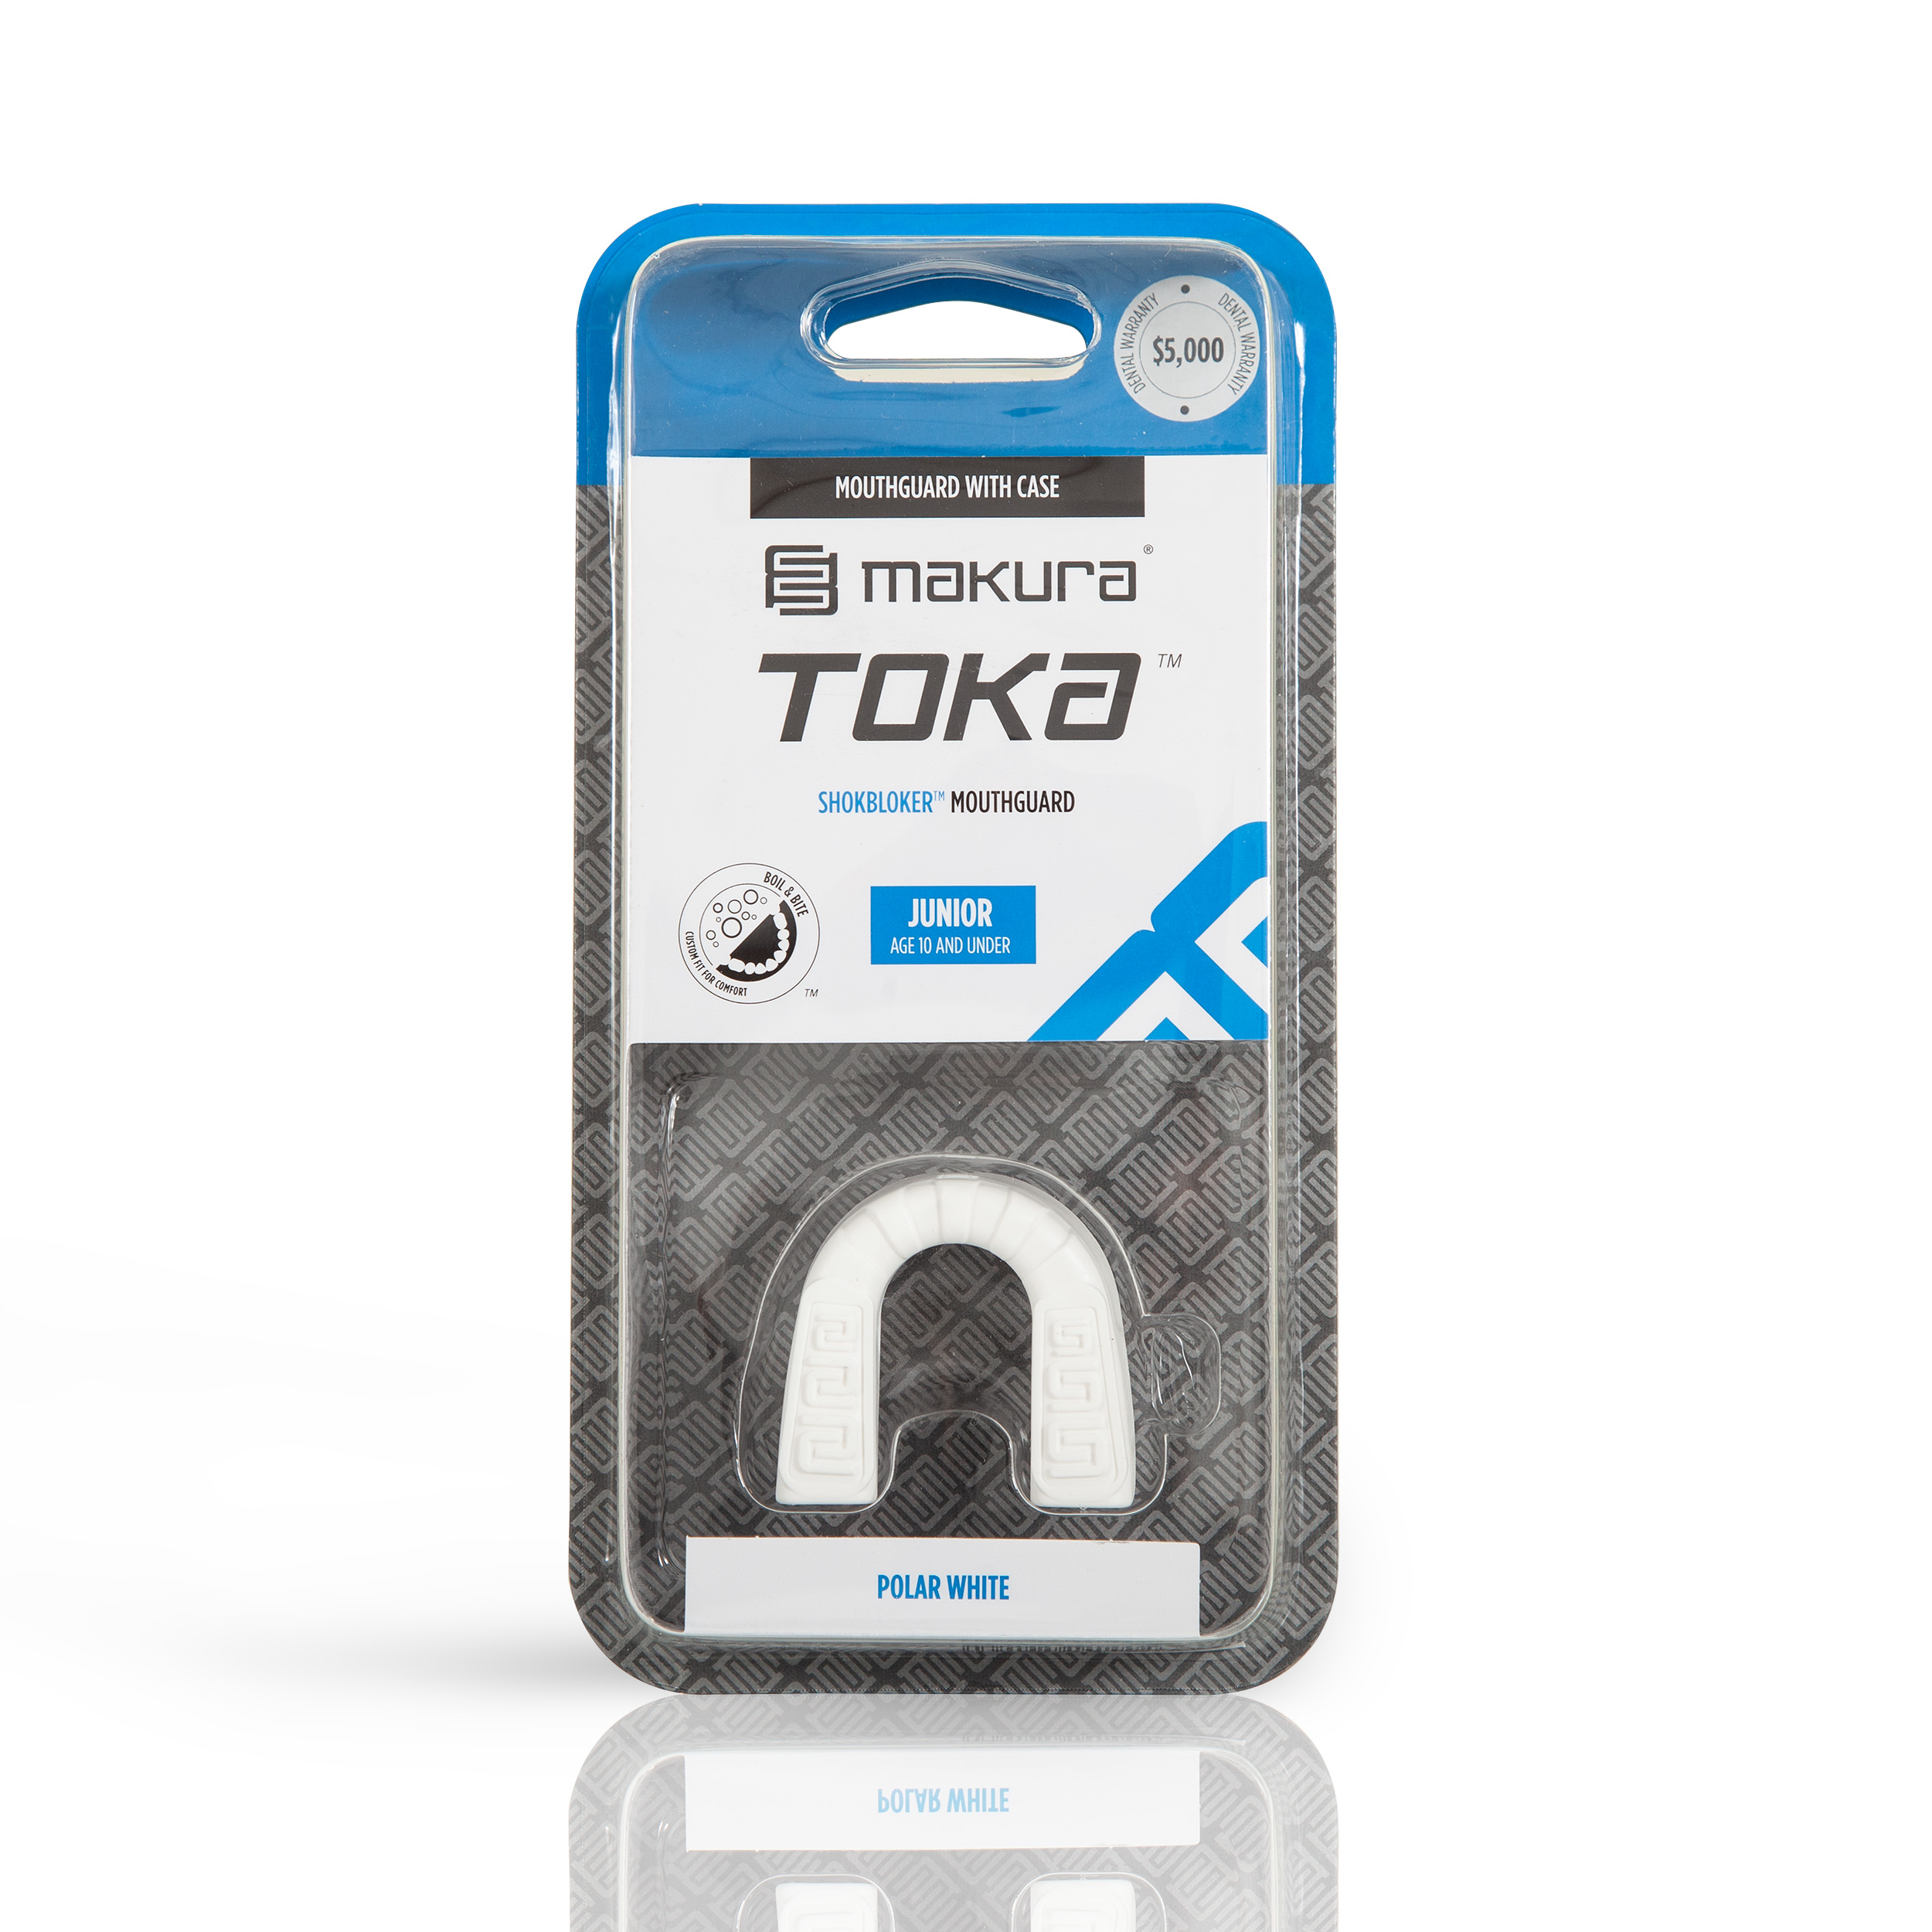 DENTAL WARRANTY
$5,000
DENTAL WARRANTY
MOUTHGUARD WITH CASE
makura®
TOKA™
SHOKBLOKER™ MOUTHGUARD
BOIL & BITE
CUSTOM FIT FOR COMFORT
™
JUNIOR
AGE 10 AND UNDER
POLAR WHITE
POLAR WHITE